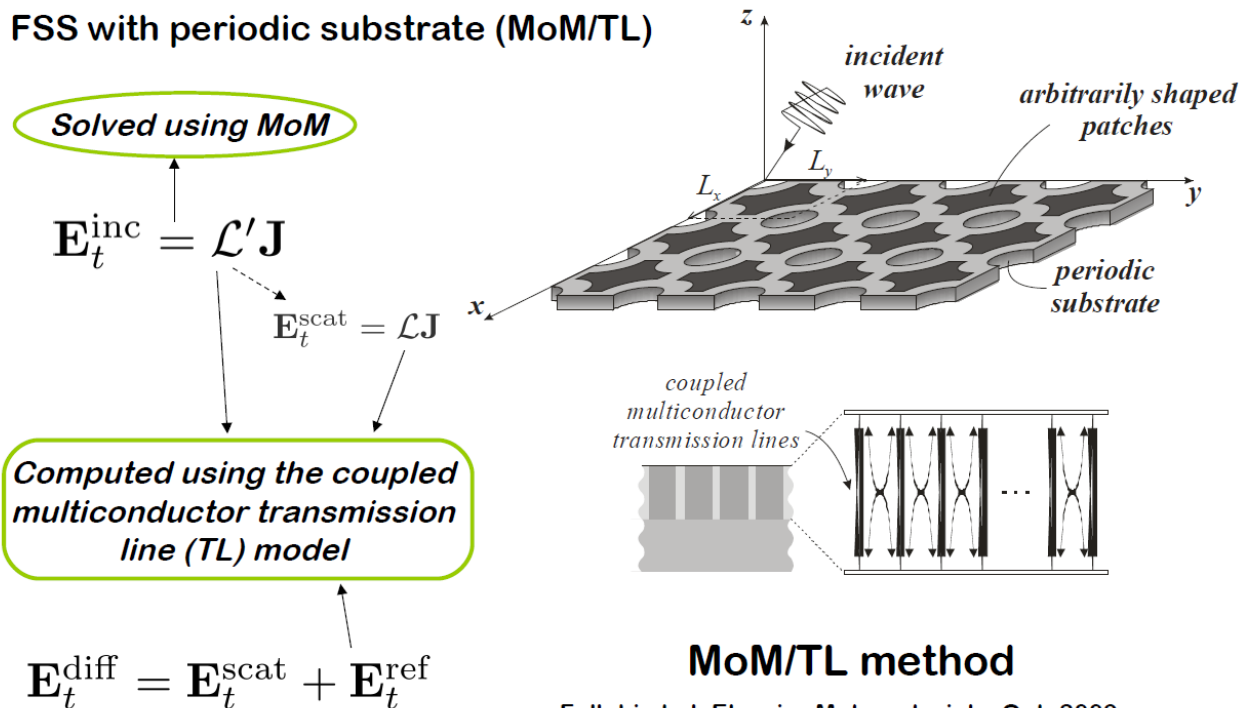 FSS with periodic substrate (MoM/TL)
Solved using MoM
E_t^inc = ℒ′J
E_t^scat = ℒJ
Computed using the coupled
multiconductor transmission
line (TL) model
E_t^diff = E_t^scat + E_t^ref
z
incident
wave
arbitrarily shaped
patches
L_y
L_x
y
periodic
substrate
x
coupled
multiconductor
transmission lines
...
MoM/TL method